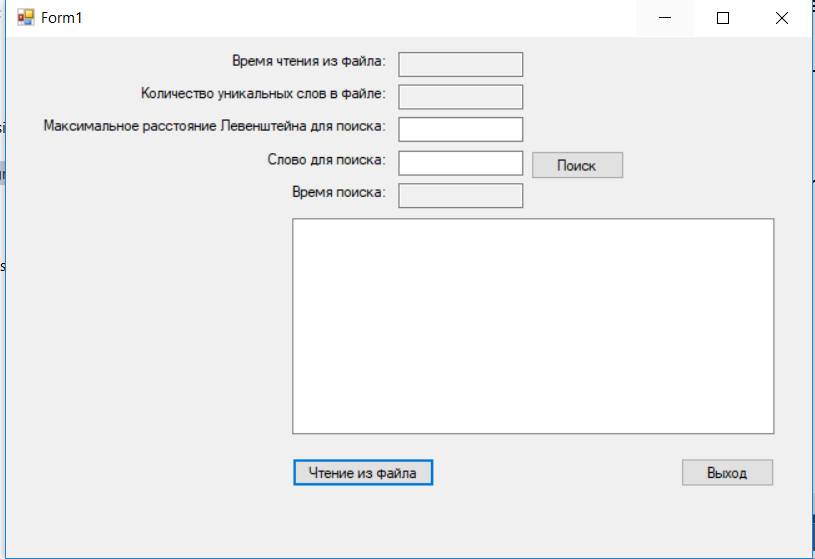 Form1
Время чтения из файла:
Количество уникальных слов в файле:
Максимальное расстояние Левенштейна для поиска:
Слово для поиска:
Поиск
Время поиска:
Чтение из файла
Выход